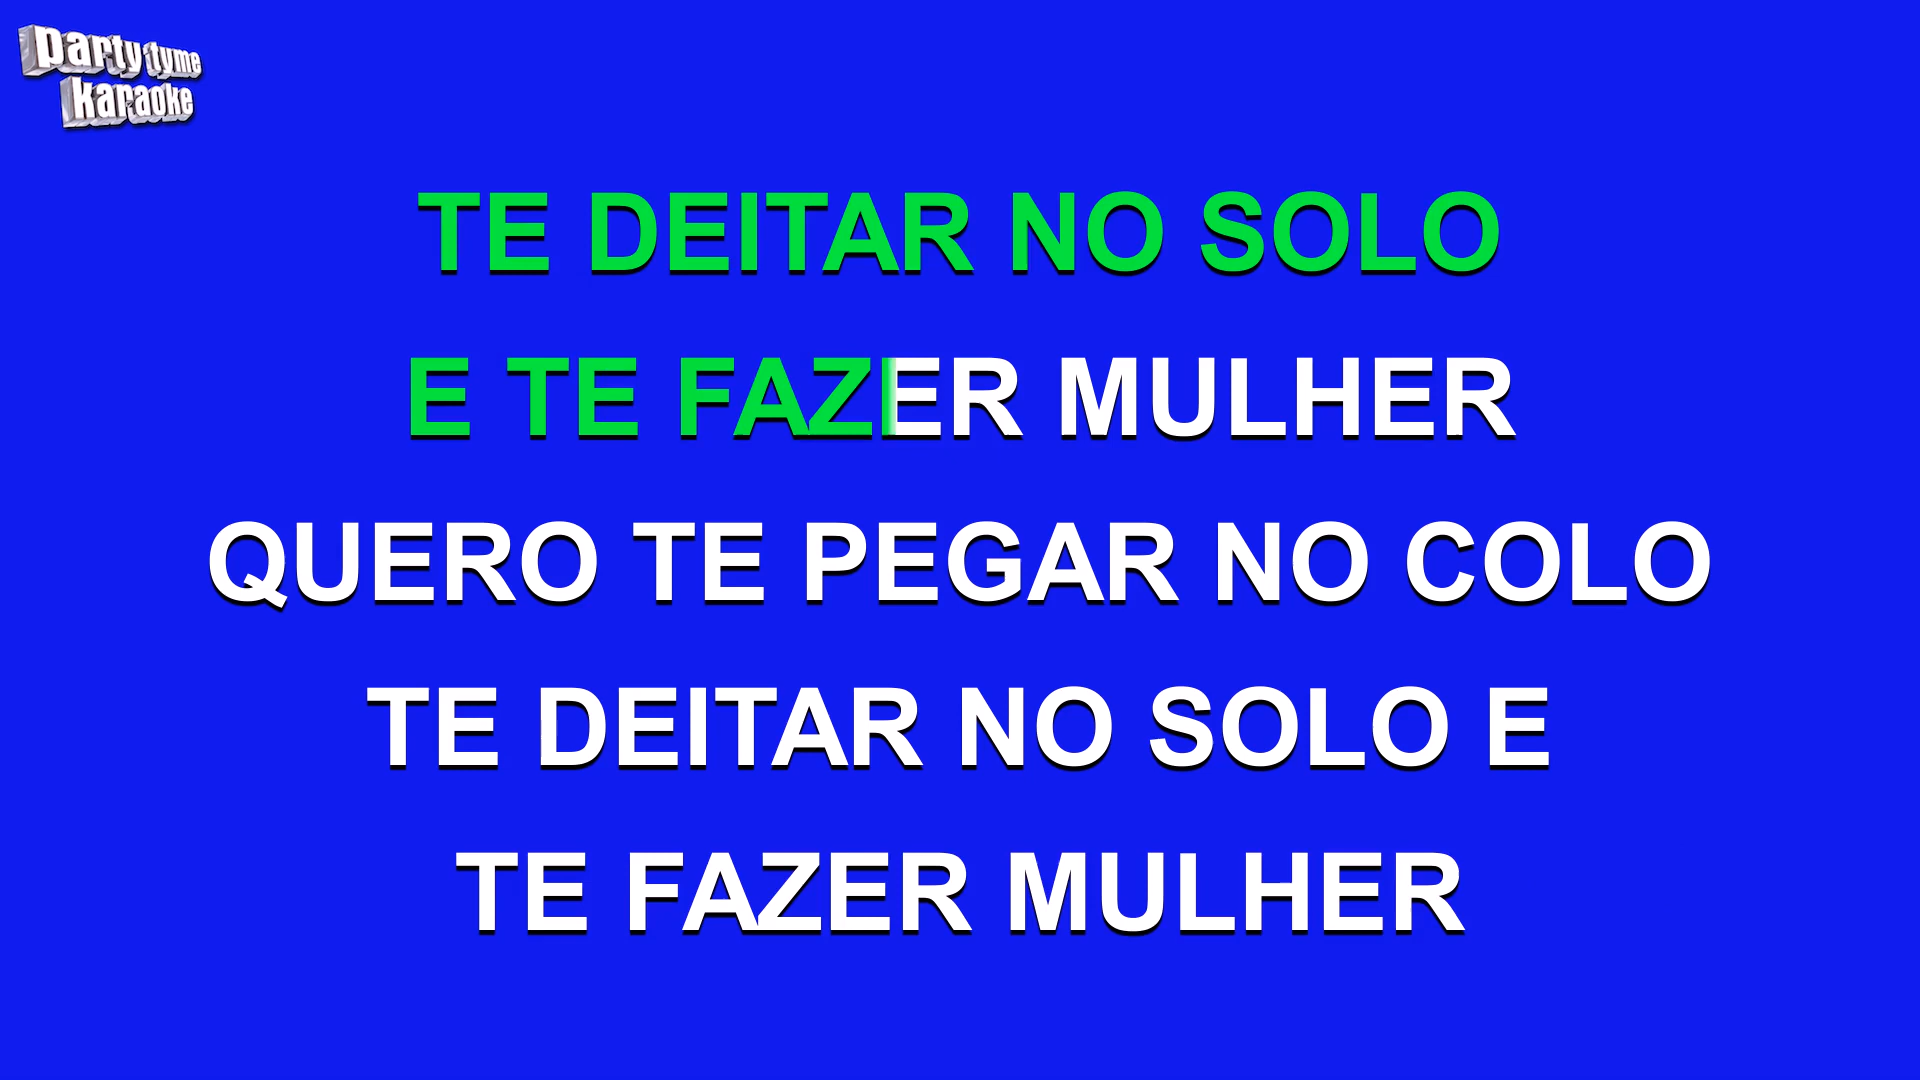 party tyme
karaoke
TE DEITAR NO SOLO
E TE FAZER MULHER
QUERO TE PEGAR NO COLO
TE DEITAR NO SOLO E
TE FAZER MULHER